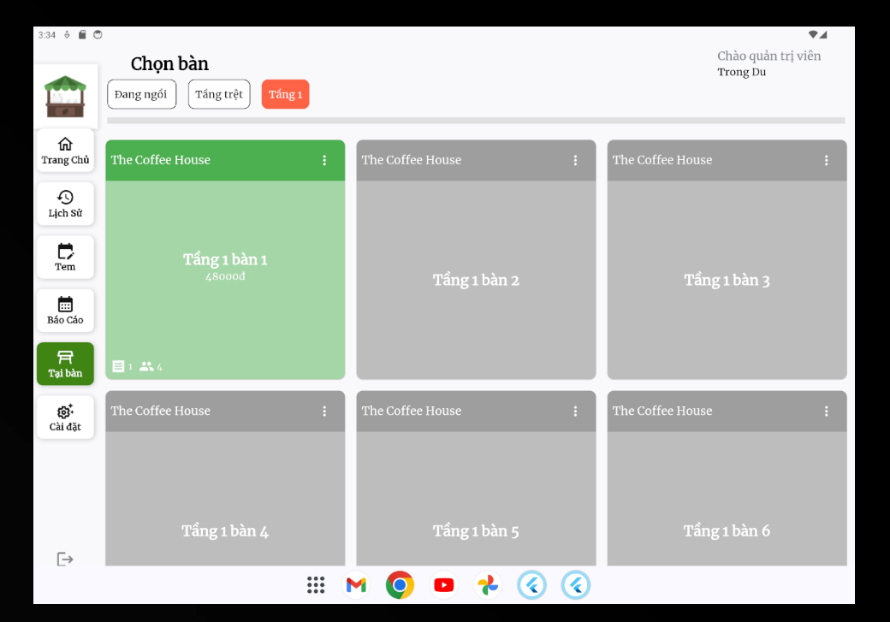 3:34
Chọn bàn
Chào quản trị viên
Trong Du
Đang ngồi
Tầng trệt
Tầng 1
Trang Chủ
Lịch Sử
Tem
Báo Cáo
Tại bàn
Cài đặt
The Coffee House
The Coffee House
The Coffee House
Tầng 1 bàn 1
48000đ
Tầng 1 bàn 2
Tầng 1 bàn 3
1
4
The Coffee House
The Coffee House
The Coffee House
Tầng 1 bàn 4
Tầng 1 bàn 5
Tầng 1 bàn 6